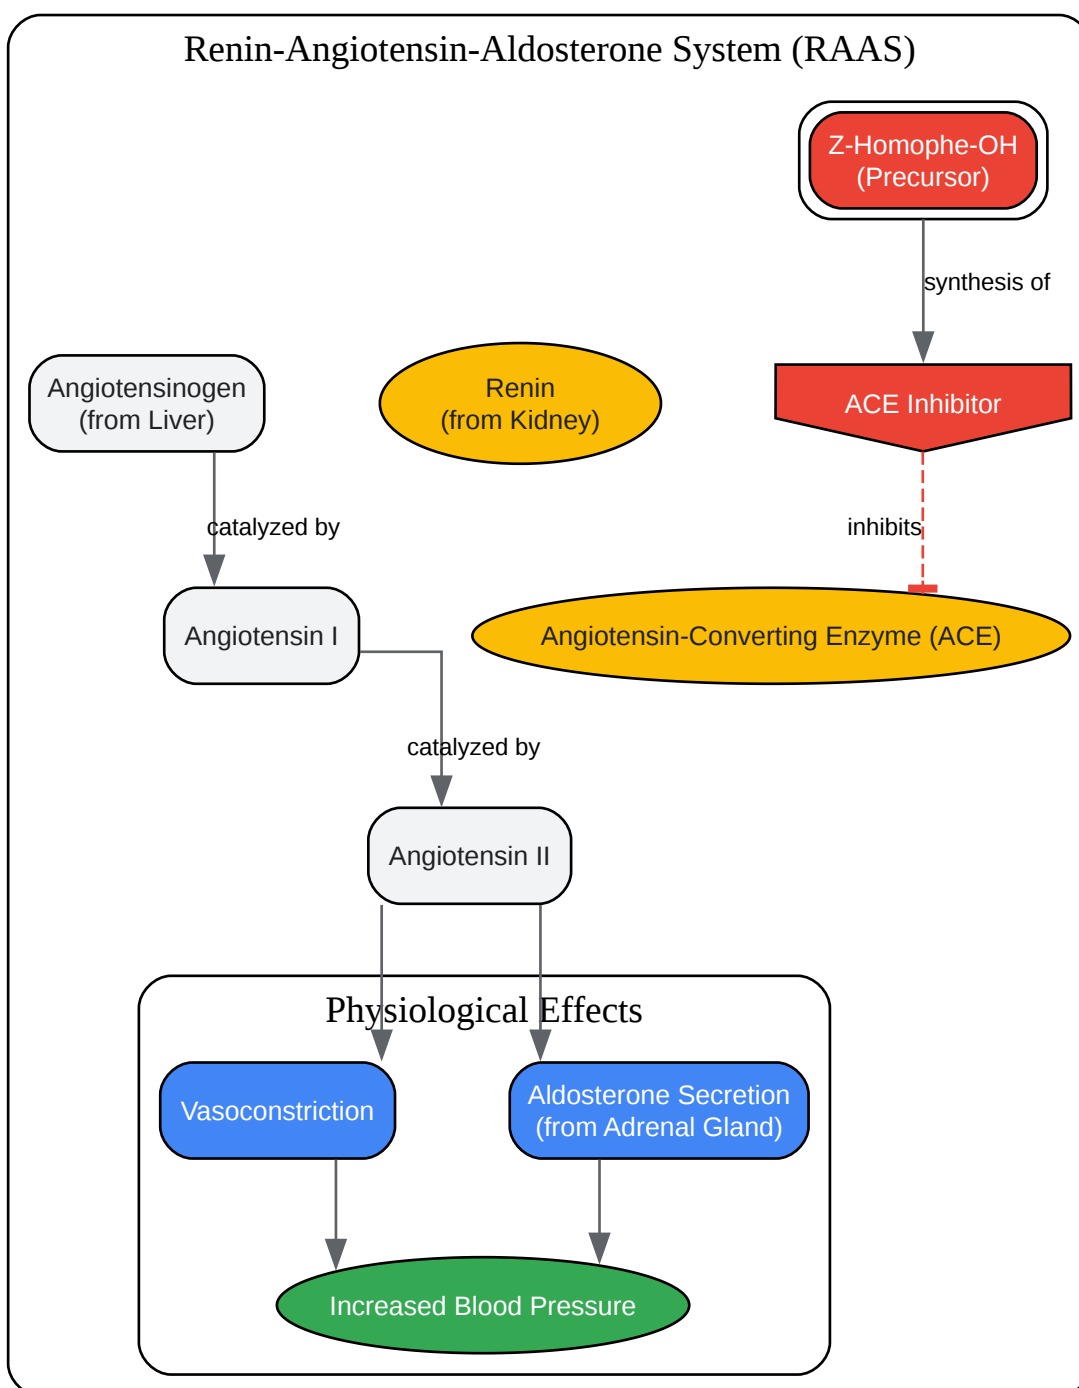 Renin-Angiotensin-Aldosterone System (RAAS)
Z-Homophe-OH
(Precursor)
synthesis of
Angiotensinogen
(from Liver)
Renin
(from Kidney)
ACE Inhibitor
catalyzed by
inhibits
Angiotensin I
Angiotensin-Converting Enzyme (ACE)
catalyzed by
Angiotensin II
Physiological Effects
Vasoconstriction
Aldosterone Secretion
(from Adrenal Gland)
Increased Blood Pressure